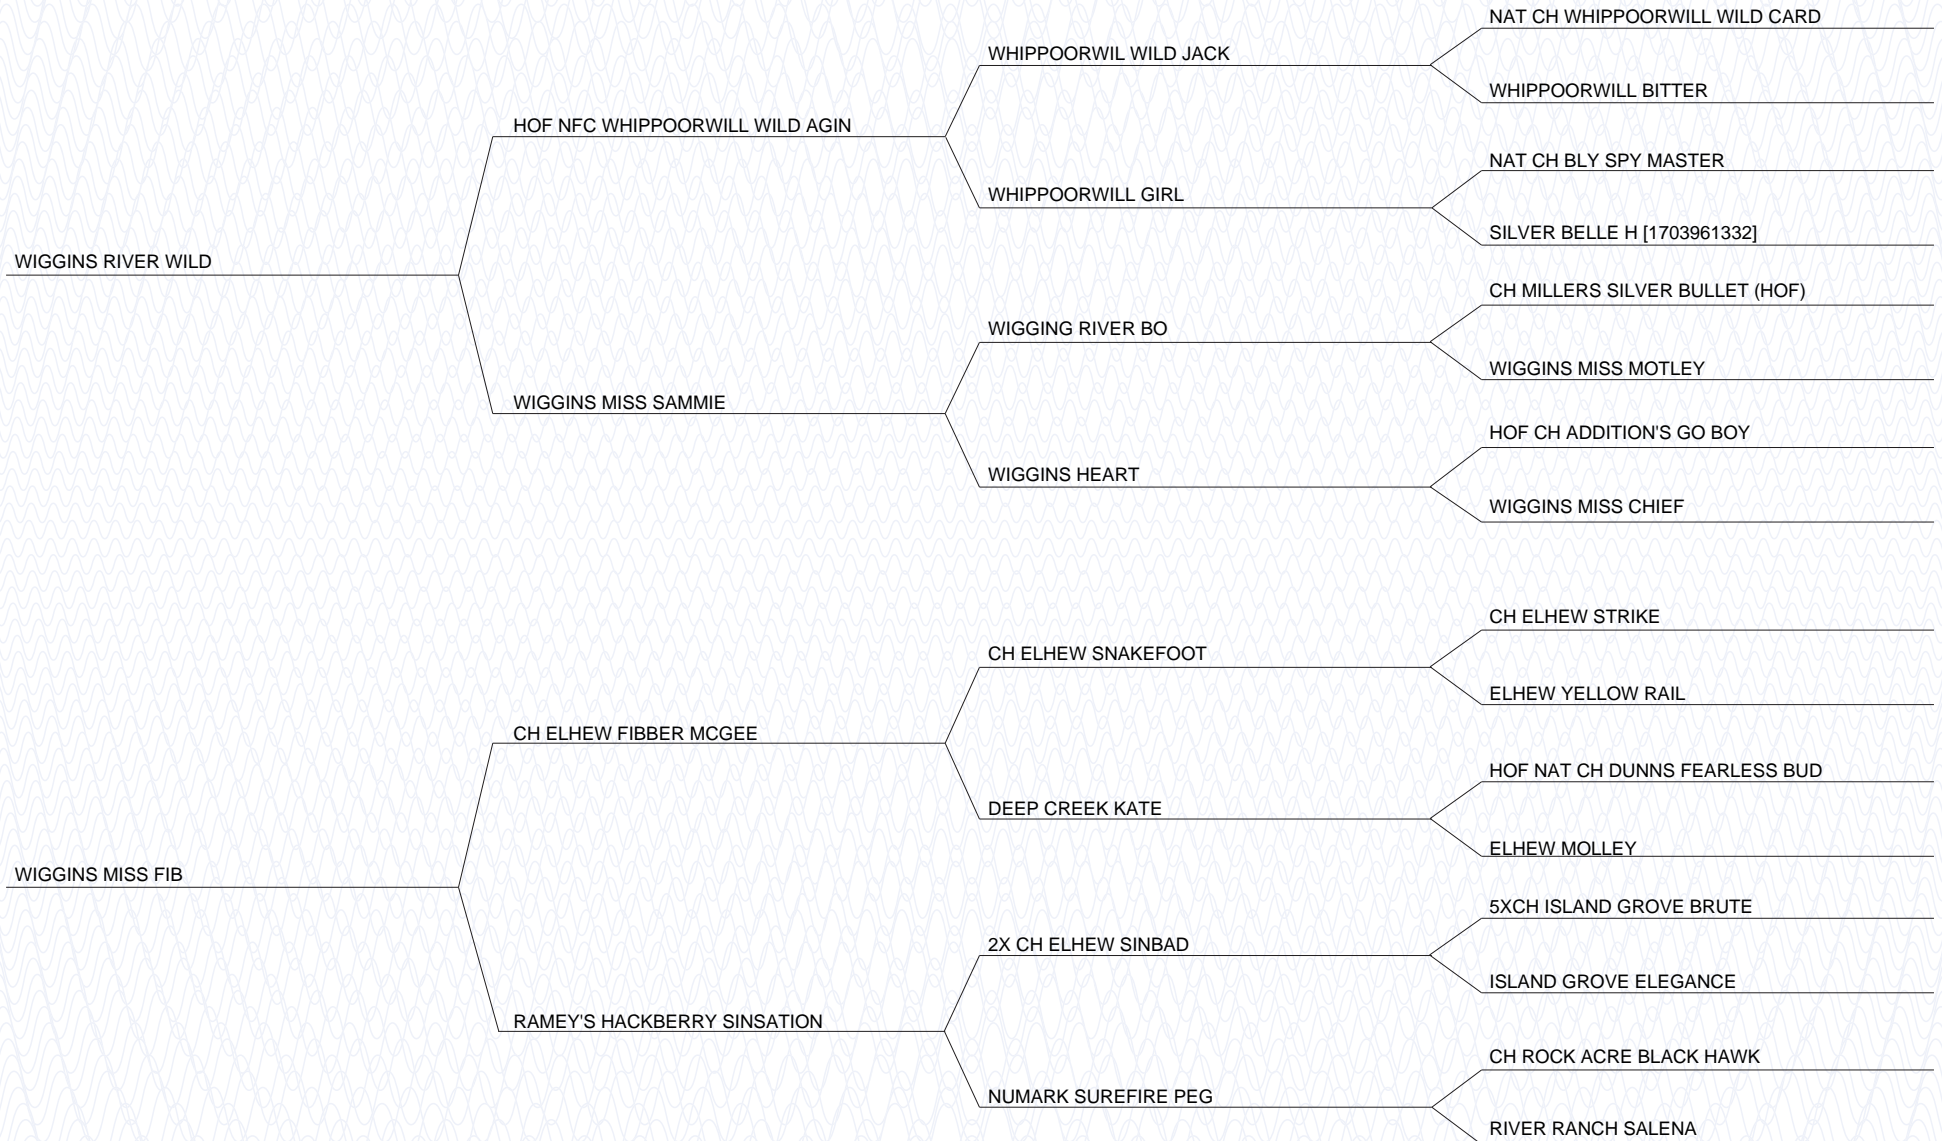 NAT CH WHIPPOORWILL WILD CARD
WHIPPOORWIL WILD JACK
WHIPPOORWILL BITTER
HOF NFC WHIPPOORWILL WILD AGIN
NAT CH BLY SPY MASTER
WHIPPOORWILL GIRL
SILVER BELLE H [1703961332]
WIGGINS RIVER WILD
CH MILLERS SILVER BULLET (HOF)
WIGGING RIVER BO
WIGGINS MISS MOTLEY
WIGGINS MISS SAMMIE
HOF CH ADDITION'S GO BOY
WIGGINS HEART
WIGGINS MISS CHIEF
CH ELHEW STRIKE
CH ELHEW SNAKEFOOT
ELHEW YELLOW RAIL
CH ELHEW FIBBER MCGEE
HOF NAT CH DUNNS FEARLESS BUD
DEEP CREEK KATE
ELHEW MOLLEY
WIGGINS MISS FIB
5XCH ISLAND GROVE BRUTE
2X CH ELHEW SINBAD
ISLAND GROVE ELEGANCE
RAMEY'S HACKBERRY SINSATION
CH ROCK ACRE BLACK HAWK
NUMARK SUREFIRE PEG
RIVER RANCH SALENA